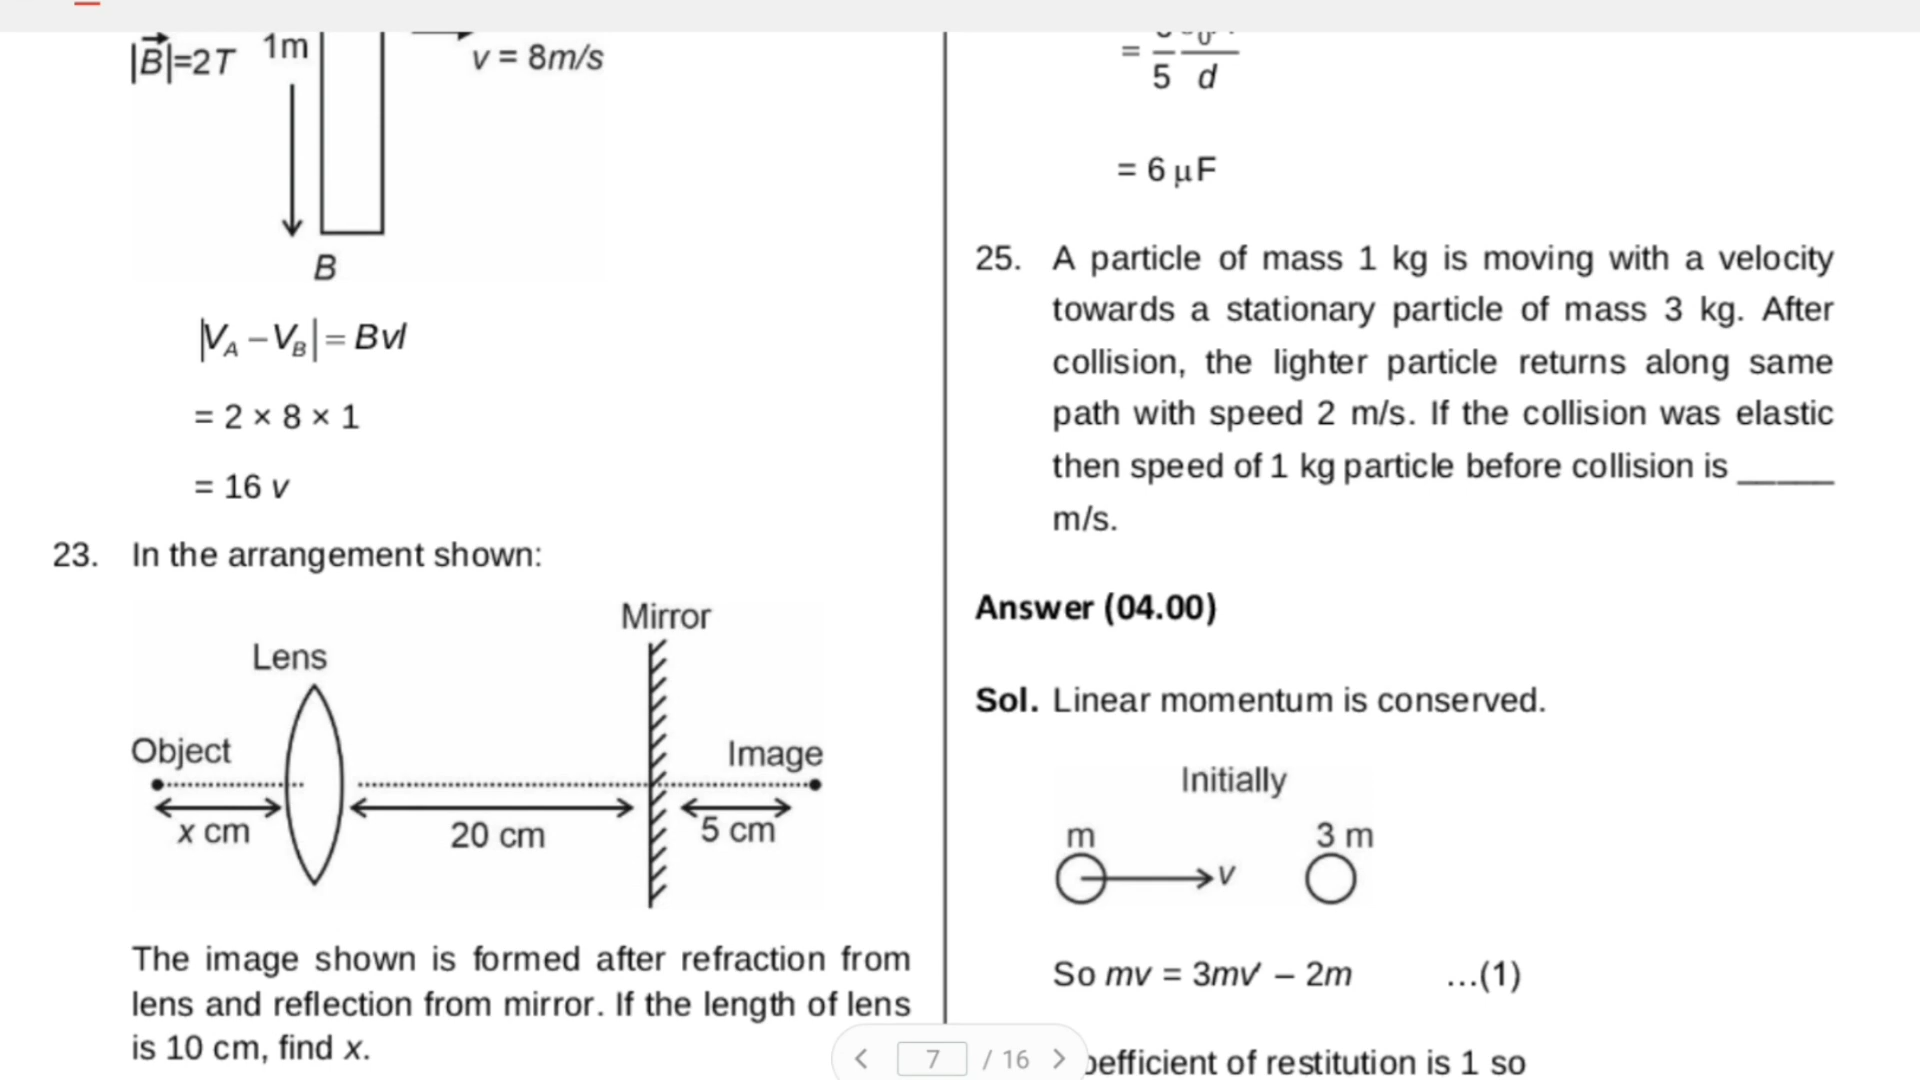 |B|=2T 1m v = 8m/s
B
|V_A – V_B| = Bvl
= 2 × 8 × 1
= 16 v
23. In the arrangement shown:
Mirror
Lens
Object
Image
x cm
20 cm
5 cm
The image shown is formed after refraction from
lens and reflection from mirror. If the length of lens
is 10 cm, find x.
=
5 d
= 6 μF
25. A particle of mass 1 kg is moving with a velocity
towards a stationary particle of mass 3 kg. After
collision, the lighter particle returns along same
path with speed 2 m/s. If the collision was elastic
then speed of 1 kg particle before collision is _____
m/s.
Answer (04.00)
Sol. Linear momentum is conserved.
Initially
m
3 m
v
So mv = 3mv' – 2m ...(1)
of restitution is 1 so
7 / 16